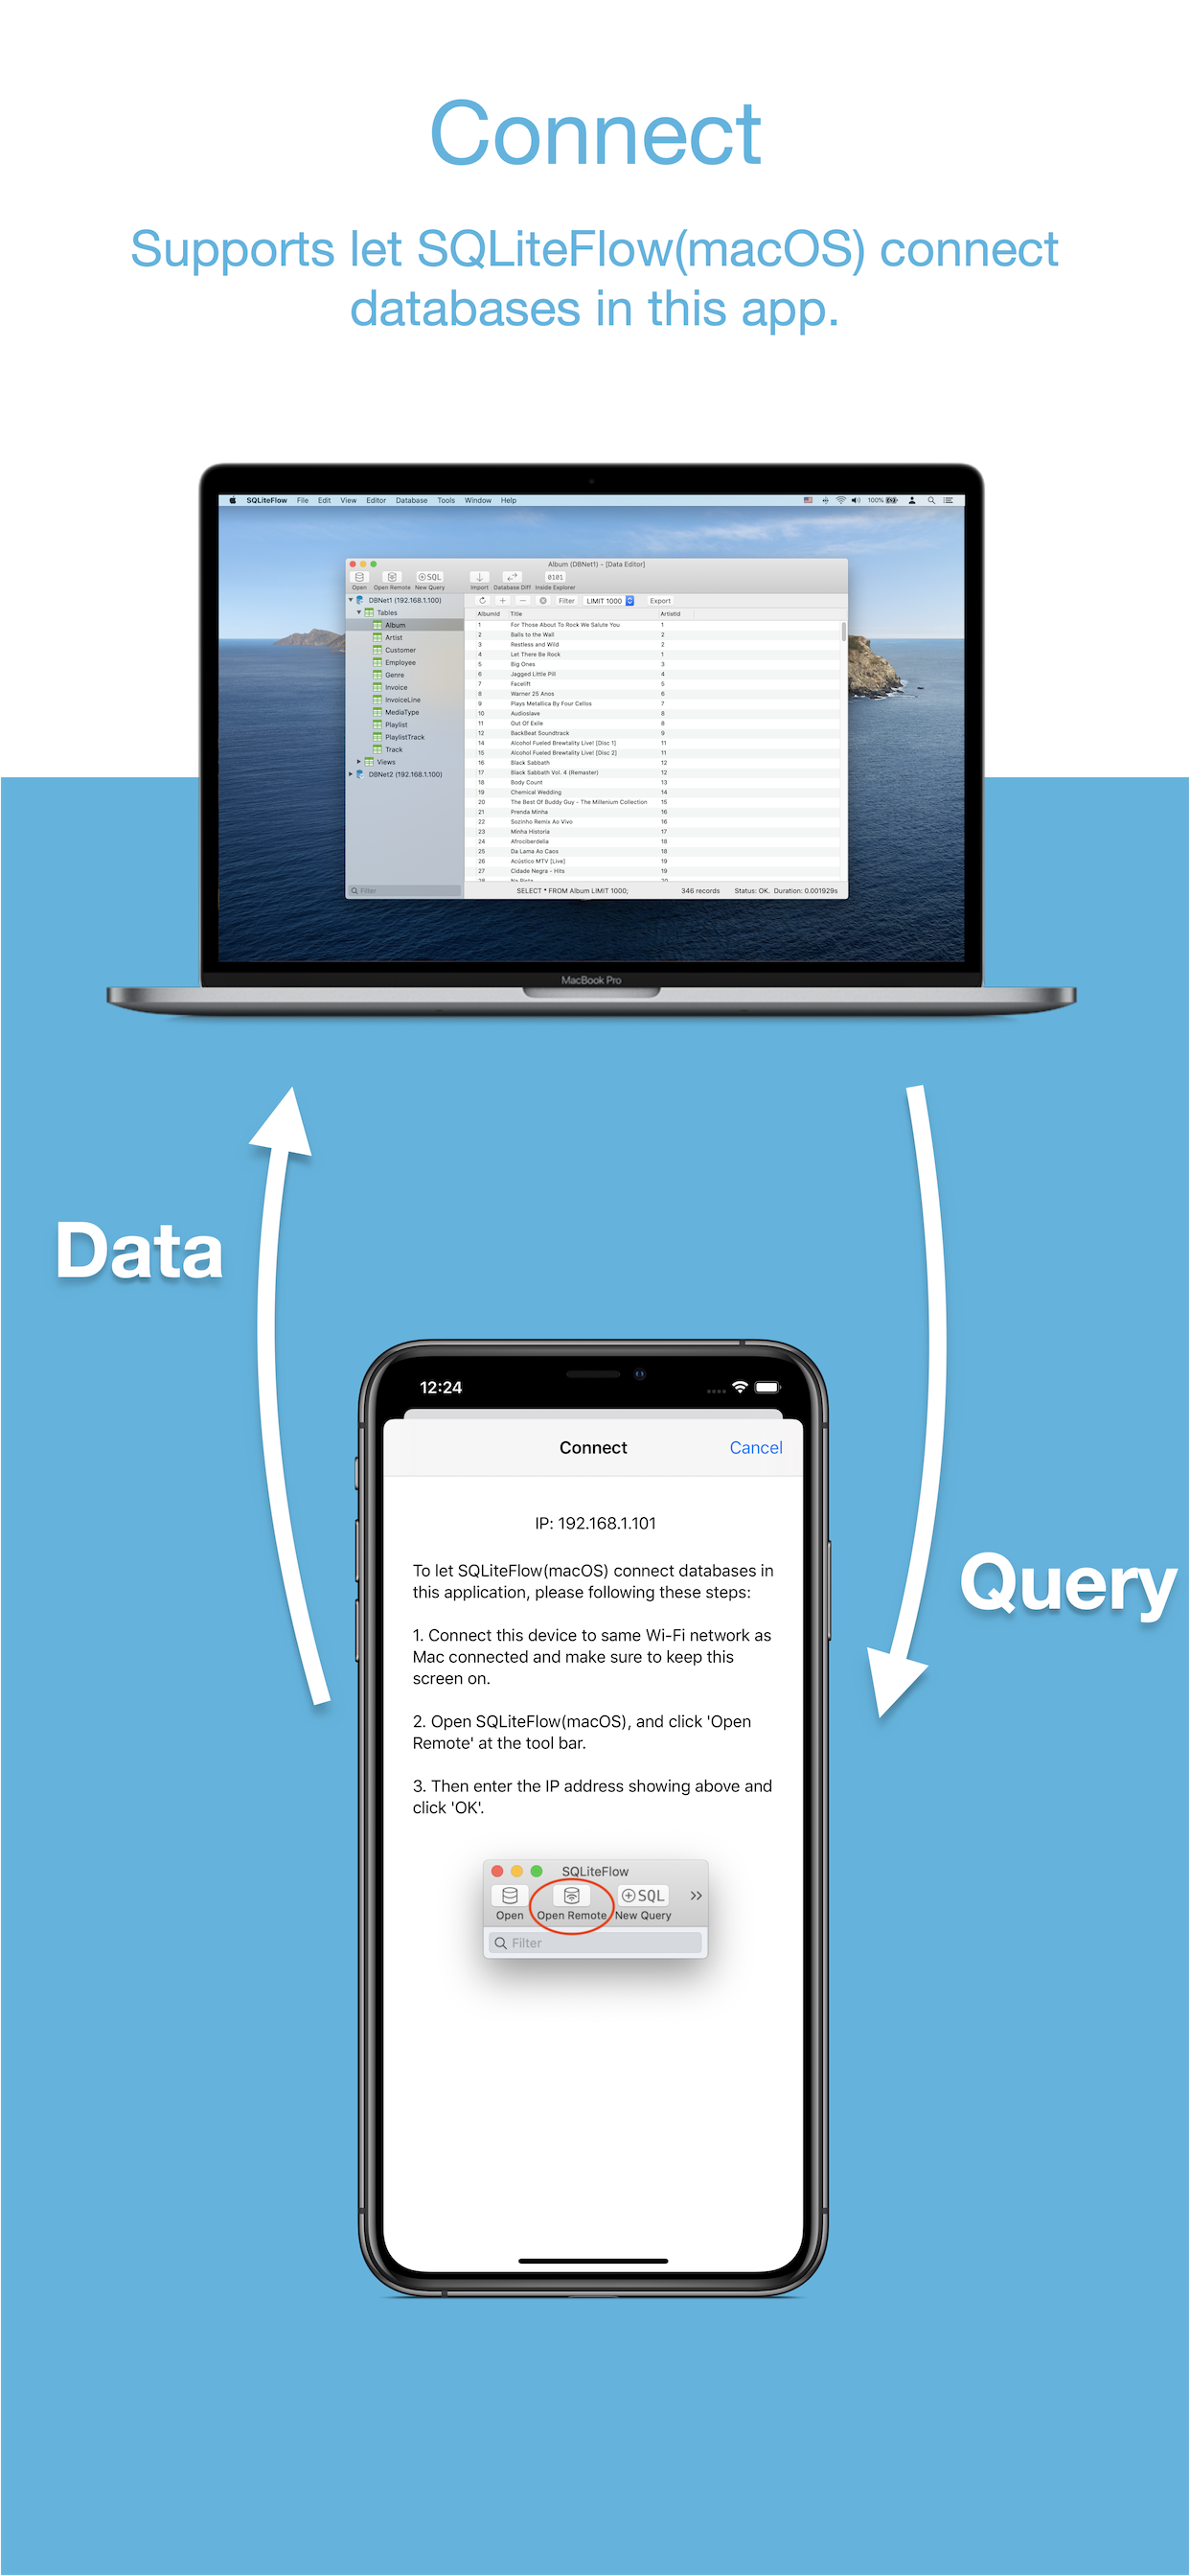 Connect
Supports let SQLiteFlow(macOS) connect
databases in this app.
SQLiteFlow File Edit View Editor Database Tools Window Help 100%
Album (DBNet1) - [Data Editor]
Open Open Remote New Query Import Database Diff Inside Explorer
SQL 0101
DBNet1 (192.168.1.100)
Tables
Album
Artist
Customer
Employee
Genre
Invoice
InvoiceLine
MediaType
Playlist
PlaylistTrack
Track
Views
DBNet2 (192.168.1.100)
Filter
Filter LIMIT 1000 Export
AlbumId Title ArtistId
1 For Those About To Rock We Salute You 1
2 Balls to the Wall 2
3 Restless and Wild 2
4 Let There Be Rock 1
5 Big Ones 3
6 Jagged Little Pill 4
7 Facelift 5
8 Warner 25 Anos 6
9 Plays Metallica By Four Cellos 7
10 Audioslave 8
11 Out Of Exile 8
12 BackBeat Soundtrack 9
14 Alcohol Fueled Brewtality Live! [Disc 1] 11
15 Alcohol Fueled Brewtality Live! [Disc 2] 11
16 Black Sabbath 12
17 Black Sabbath Vol. 4 (Remaster) 12
18 Body Count 13
19 Chemical Wedding 14
20 The Best Of Buddy Guy - The Millenium Collection 15
21 Prenda Minha 16
22 Sozinho Remix Ao Vivo 16
23 Minha Historia 17
24 Afrociberdelia 18
25 Da Lama Ao Caos 18
26 Acústico MTV [Live] 19
27 Cidade Negra - Hits 19
28 Na Pista 20
SELECT * FROM Album LIMIT 1000; 346 records Status: OK. Duration: 0.001929s
MacBook Pro
Data
Query
12:24
Connect Cancel
IP: 192.168.1.101
To let SQLiteFlow(macOS) connect databases in
this application, please following these steps:
1. Connect this device to same Wi-Fi network as
Mac connected and make sure to keep this
screen on.
2. Open SQLiteFlow(macOS), and click 'Open
Remote' at the tool bar.
3. Then enter the IP address showing above and
click 'OK'.
SQLiteFlow
SQL
Open Open Remote New Query
Filter